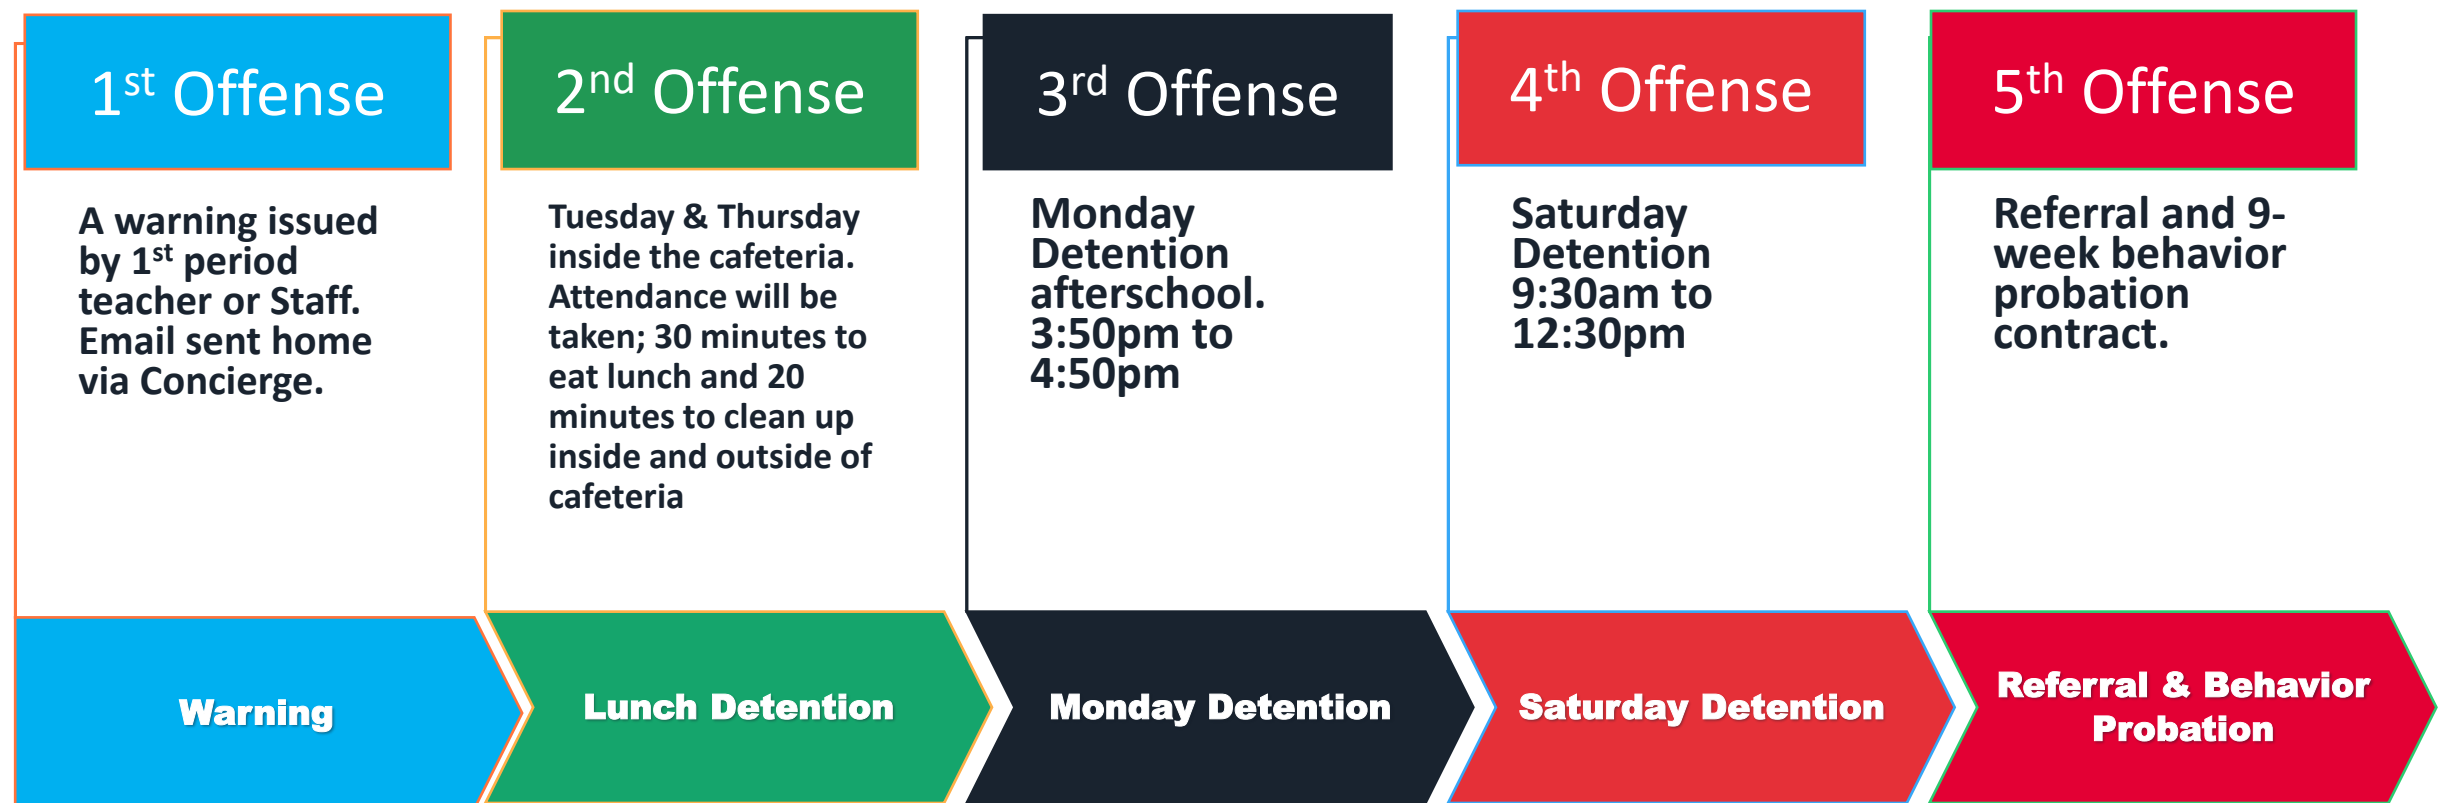 1st Offense
A warning issued
by 1st period
teacher or Staff.
Email sent home
via Concierge.
Warning
2nd Offense
Tuesday & Thursday
inside the cafeteria.
Attendance will be
taken; 30 minutes to
eat lunch and 20
minutes to clean up
inside and outside of
cafeteria
Lunch Detention
3rd Offense
Monday
Detention
afterschool.
3:50pm to
4:50pm
Monday Detention
4th Offense
Saturday
Detention
9:30am to
12:30pm
Saturday Detention
5th Offense
Referral and 9-
week behavior
probation
contract.
Referral & Behavior
Probation